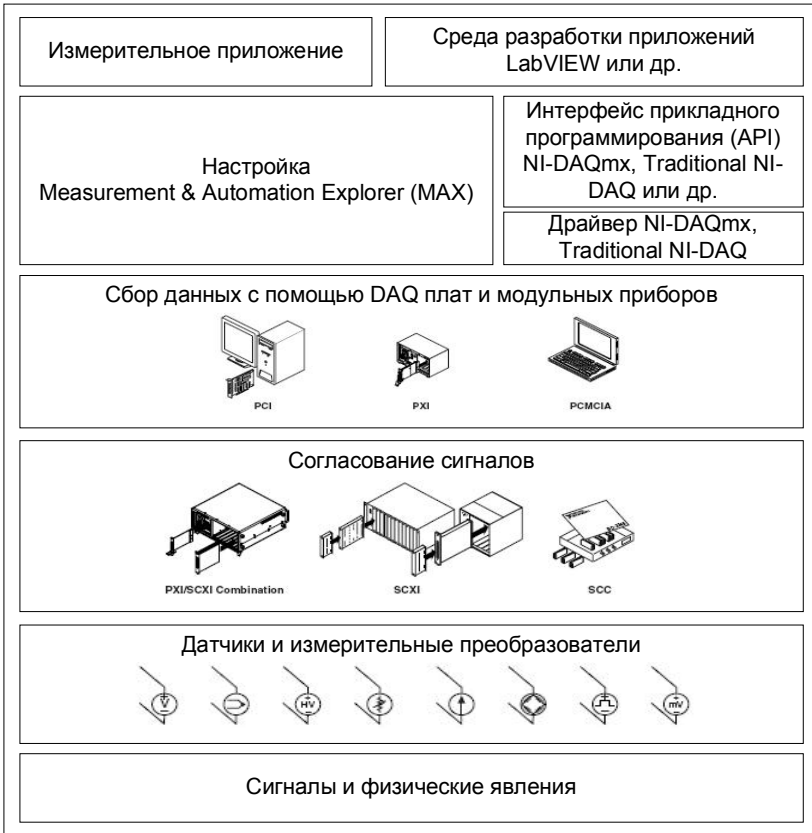 Измерительное приложение
Среда разработки приложений
LabVIEW или др.
Настройка
Measurement & Automation Explorer (MAX)
Интерфейс прикладного
программирования (API)
NI-DAQmx, Traditional NI-
DAQ или др.
Драйвер NI-DAQmx,
Traditional NI-DAQ
Сбор данных с помощью DAQ плат и модульных приборов
PCI
PXI
PCMCIA
Согласование сигналов
PXI/SCXI Combination
SCXI
SCC
Датчики и измерительные преобразователи
V
HV
mV
Сигналы и физические явления